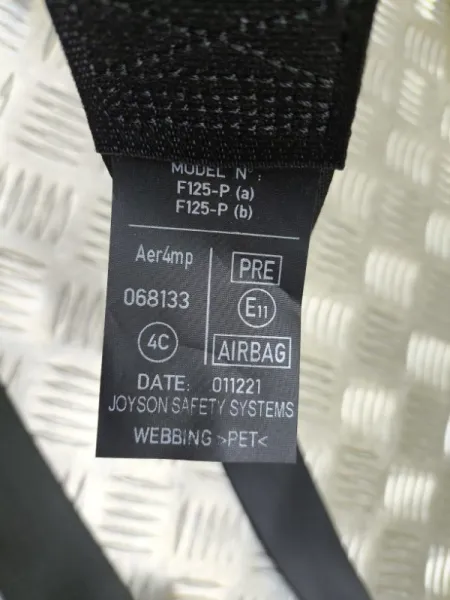 MODEL N°:
F125-P (a)
F125-P (b)
Aer4mp
068133
4C
PRE
E11
AIRBAG
DATE: 011221
JOYSON SAFETY SYSTEMS
WEBBING >PET<